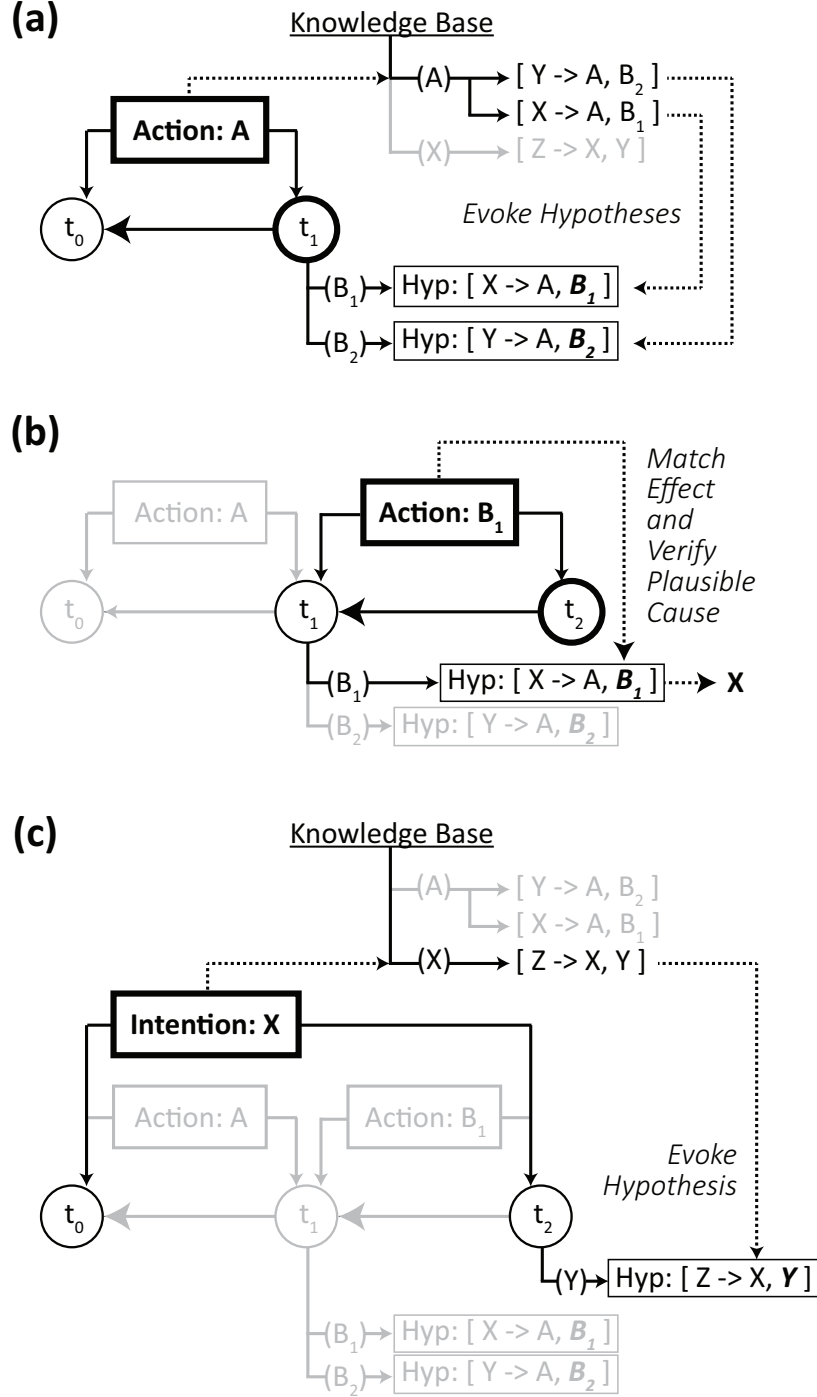 (a)
Knowledge Base
(A) [ Y -> A, B₂ ]
[ X -> A, B₁ ]
Action: A
(X) [ Z -> X, Y ]
Evoke Hypotheses
t₀ t₁
(B₁) Hyp: [ X -> A, B₁ ]
(B₂) Hyp: [ Y -> A, B₂ ]
(b)
Match
Effect
and
Verify
Plausible
Cause
Action: A Action: B₁
t₀ t₁ t₂
(B₁) Hyp: [ X -> A, B₁ ] X
(B₂) Hyp: [ Y -> A, B₂ ]
(c)
Knowledge Base
(A) [ Y -> A, B₂ ]
[ X -> A, B₁ ]
(X) [ Z -> X, Y ]
Intention: X
Action: A Action: B₁
Evoke
Hypothesis
t₀ t₁ t₂
(Y) Hyp: [ Z -> X, Y ]
(B₁) Hyp: [ X -> A, B₁ ]
(B₂) Hyp: [ Y -> A, B₂ ]